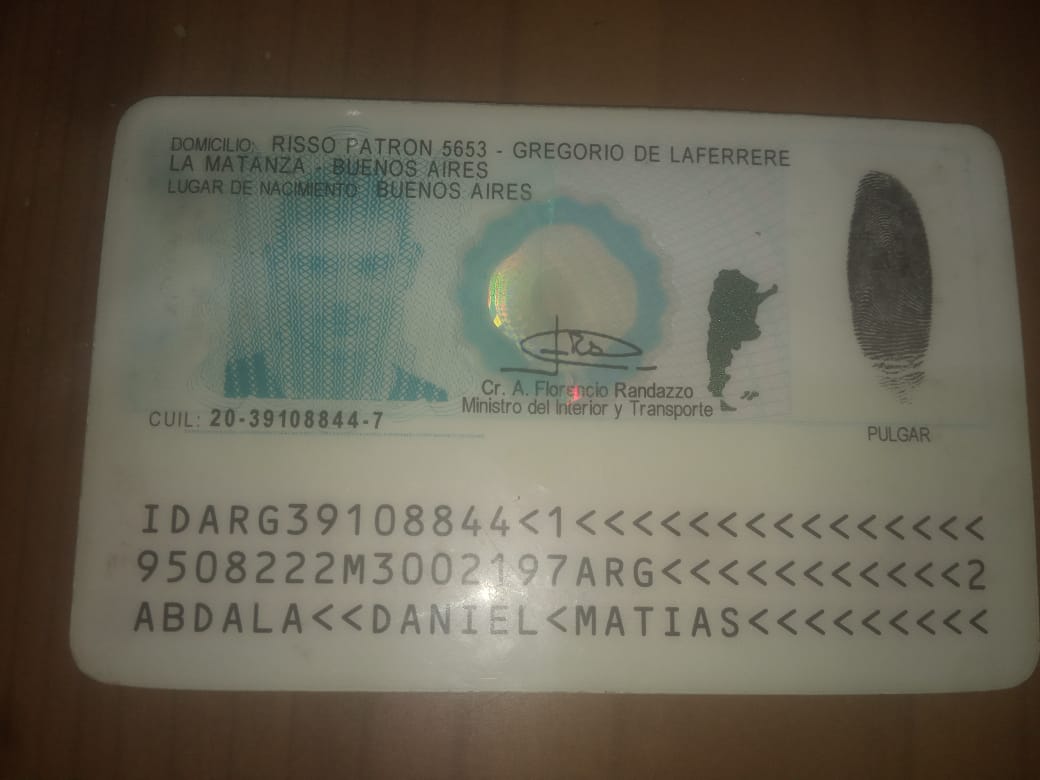 DOMICILIO: RISSO PATRON 5653 - GREGORIO DE LAFERRERE
LA MATANZA - BUENOS AIRES
LUGAR DE NACIMIENTO: BUENOS AIRES
Cr. A. Florencio Randazzo
Ministro del Interior y Transporte
CUIL: 20-39108844-7
PULGAR
IDARG39108844<1<<<<<<<<<<<<<<<
9508222M3002197ARG<<<<<<<<<<<2
ABDALA<<DANIEL<MATIAS<<<<<<<<<